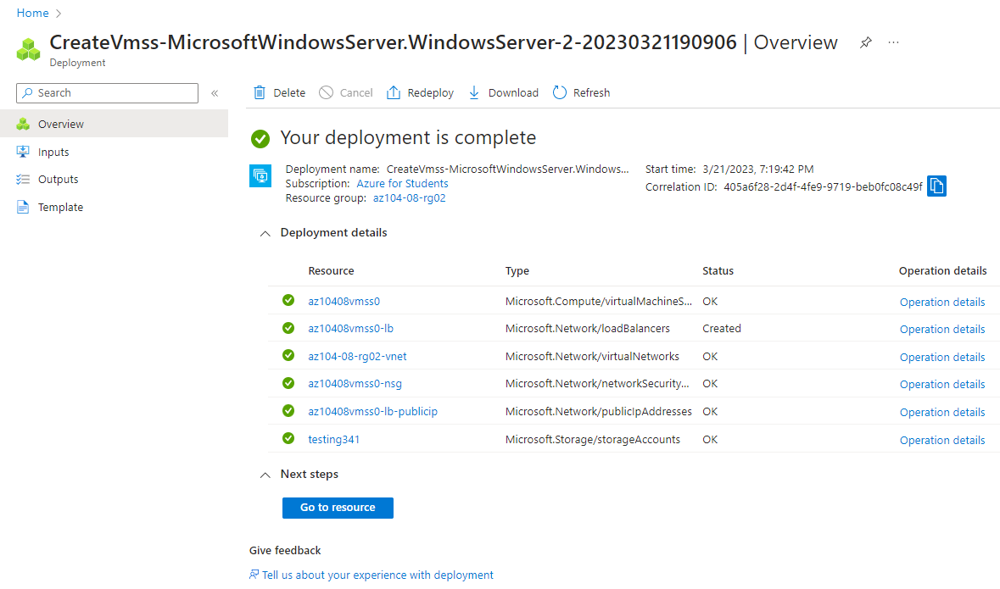 Home
CreateVmss-MicrosoftWindowsServer.WindowsServer-2-20230321190906 | Overview
Deployment
Search
Overview
Inputs
Outputs
Template
Delete Cancel Redeploy Download Refresh
Your deployment is complete
Deployment name: CreateVmss-MicrosoftWindowsServer.Windows...
Subscription: Azure for Students
Resource group: az104-08-rg02
Start time: 3/21/2023, 7:19:42 PM
Correlation ID: 405a6f28-2d4f-4fe9-9719-beb0fc08c49f
Deployment details
Resource Type Status Operation details
az10408vmss0 Microsoft.Compute/virtualMachineS... OK Operation details
az10408vmss0-lb Microsoft.Network/loadBalancers Created Operation details
az104-08-rg02-vnet Microsoft.Network/virtualNetworks OK Operation details
az10408vmss0-nsg Microsoft.Network/networkSecurity... OK Operation details
az10408vmss0-lb-publicip Microsoft.Network/publicIpAddresses OK Operation details
testing341 Microsoft.Storage/storageAccounts OK Operation details
Next steps
Go to resource
Give feedback
Tell us about your experience with deployment